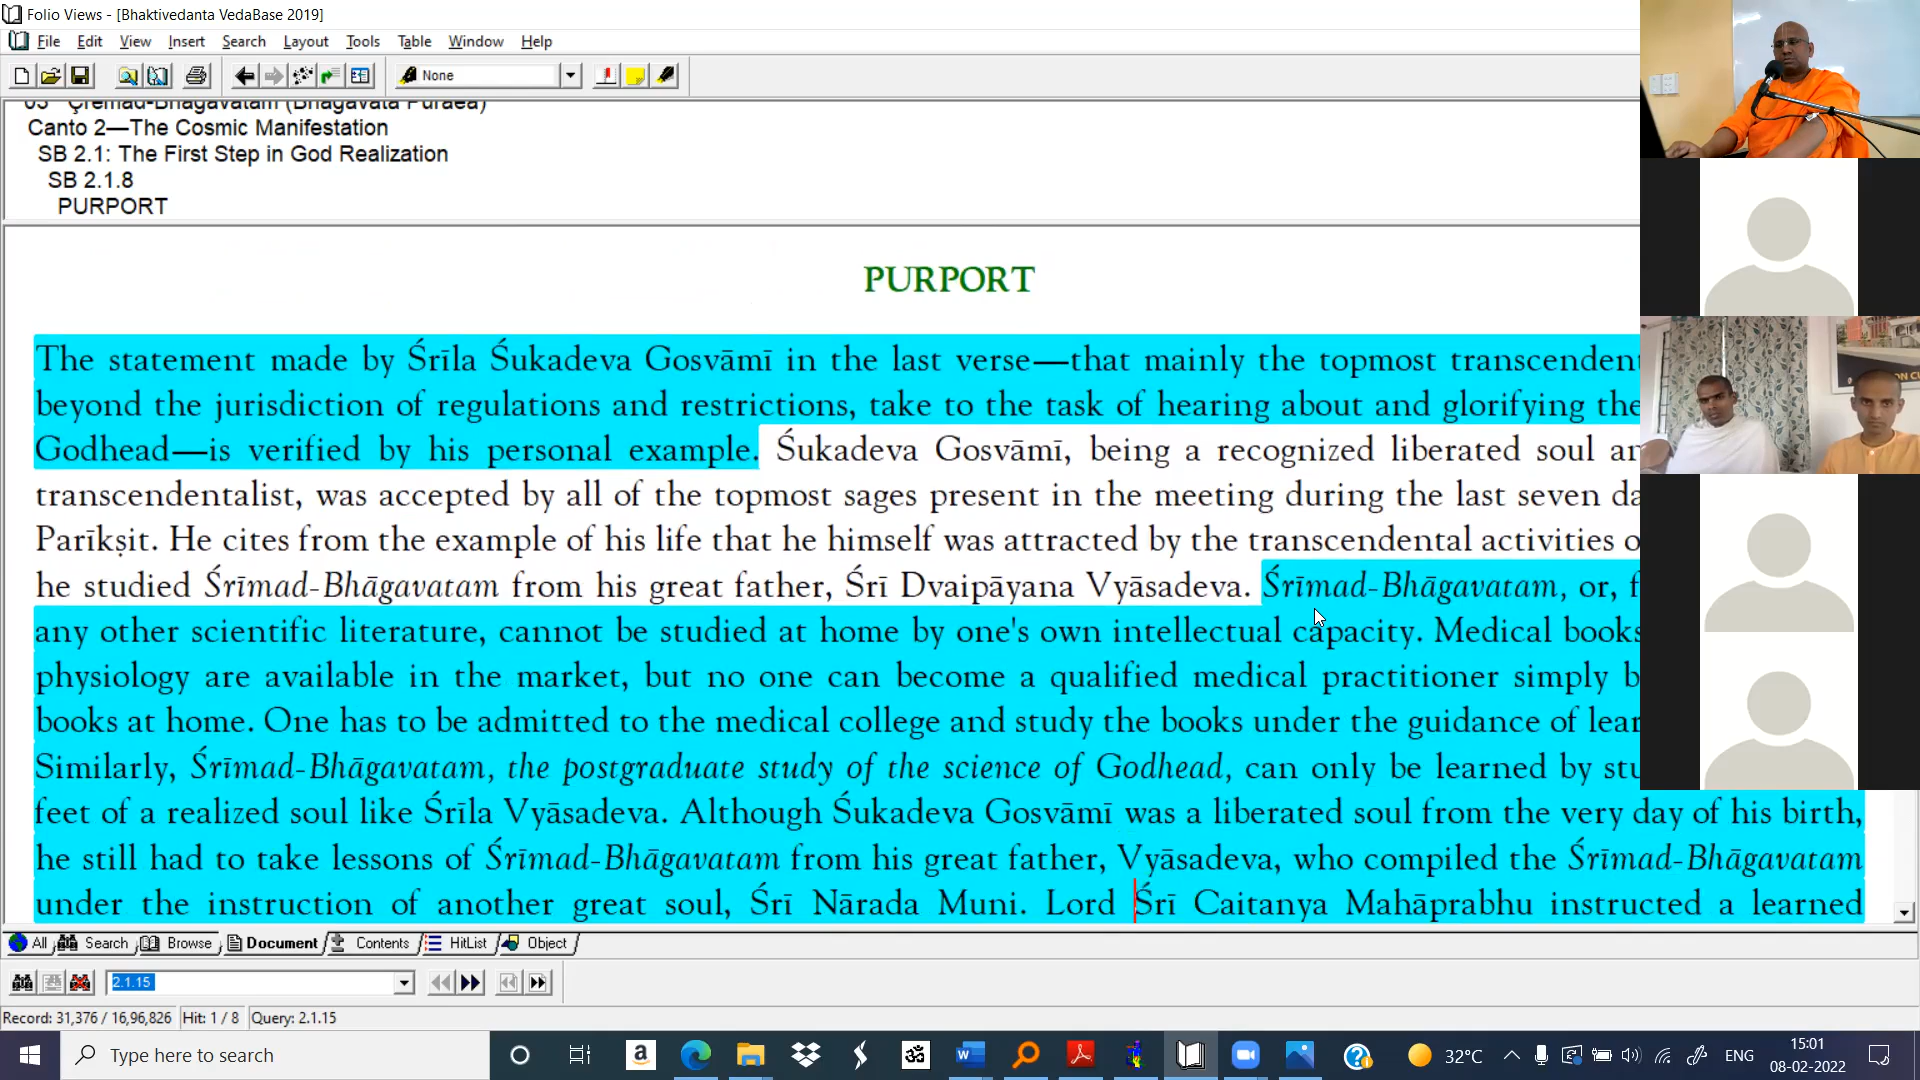 Folio Views - [Bhaktivedanta VedaBase 2019]
File Edit View Insert Search Layout Tools Table Window Help
None
03 Çremad-Bhagavatam (Bhagavata Puraea)
Canto 2—The Cosmic Manifestation
SB 2.1: The First Step in God Realization
SB 2.1.8
PURPORT
PURPORT
The statement made by Śrīla Śukadeva Gosvāmī in the last verse—that mainly the topmost transcendent
beyond the jurisdiction of regulations and restrictions, take to the task of hearing about and glorifying the
Godhead—is verified by his personal example. Śukadeva Gosvāmī, being a recognized liberated soul an
transcendentalist, was accepted by all of the topmost sages present in the meeting during the last seven da
Parīkṣit. He cites from the example of his life that he himself was attracted by the transcendental activities o
he studied Śrīmad-Bhāgavatam from his great father, Śrī Dvaipāyana Vyāsadeva. Śrīmad-Bhāgavatam, or, f
any other scientific literature, cannot be studied at home by one's own intellectual capacity. Medical books
physiology are available in the market, but no one can become a qualified medical practitioner simply b
books at home. One has to be admitted to the medical college and study the books under the guidance of lear
Similarly, Śrīmad-Bhāgavatam, the postgraduate study of the science of Godhead, can only be learned by stu
feet of a realized soul like Śrīla Vyāsadeva. Although Śukadeva Gosvāmī was a liberated soul from the very day of his birth,
he still had to take lessons of Śrīmad-Bhāgavatam from his great father, Vyāsadeva, who compiled the Śrīmad-Bhāgavatam
under the instruction of another great soul, Śrī Nārada Muni. Lord Śrī Caitanya Mahāprabhu instructed a learned
All Search Browse Document Contents HitList Object
2.1.15
Record: 31,376 / 16,96,826 Hit: 1 / 8 Query: 2.1.15
Type here to search
32°C ENG
15:01
08-02-2022